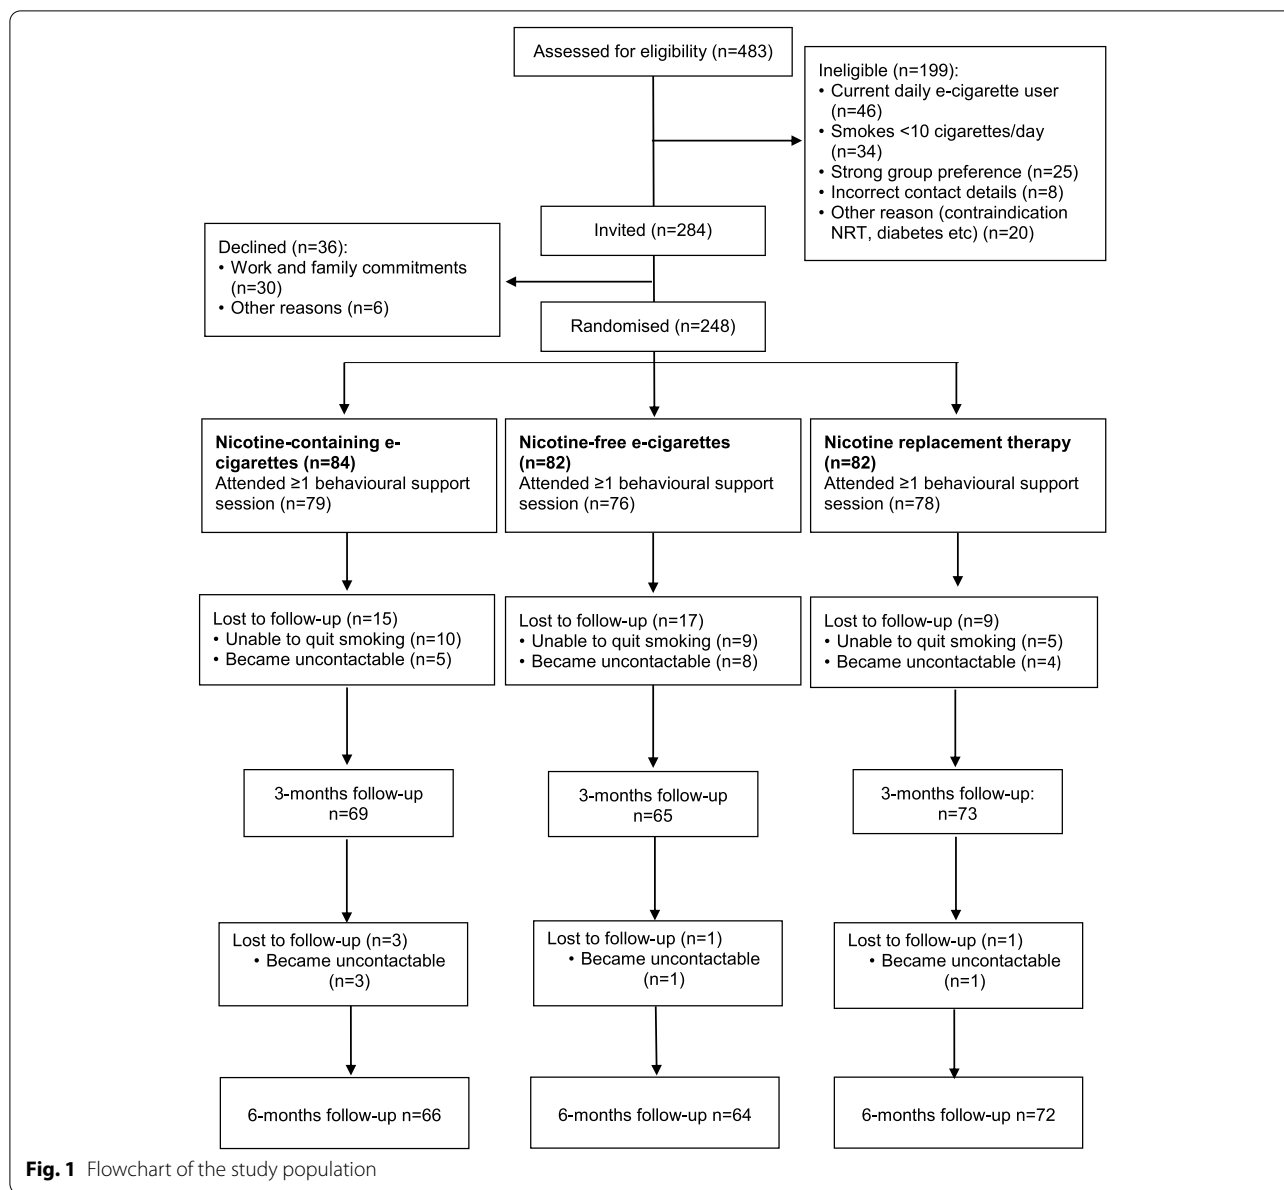 Assessed for eligibility (n=483)
Ineligible (n=199):
• Current daily e-cigarette user
(n=46)
• Smokes <10 cigarettes/day
(n=34)
• Strong group preference (n=25)
• Incorrect contact details (n=8)
• Other reason (contraindication
NRT, diabetes etc) (n=20)
Invited (n=284)
Declined (n=36):
• Work and family commitments
(n=30)
• Other reasons (n=6)
Randomised (n=248)
Nicotine-containing e-
cigarettes (n=84)
Attended ≥1 behavioural support
session (n=79)
Nicotine-free e-cigarettes
(n=82)
Attended ≥1 behavioural support
session (n=76)
Nicotine replacement therapy
(n=82)
Attended ≥1 behavioural support
session (n=78)
Lost to follow-up (n=15)
• Unable to quit smoking (n=10)
• Became uncontactable (n=5)
Lost to follow-up (n=17)
• Unable to quit smoking (n=9)
• Became uncontactable (n=8)
Lost to follow-up (n=9)
• Unable to quit smoking (n=5)
• Became uncontactable (n=4)
3-months follow-up
n=69
3-months follow-up
n=65
3-months follow-up:
n=73
Lost to follow-up (n=3)
• Became uncontactable
(n=3)
Lost to follow-up (n=1)
• Became uncontactable
(n=1)
Lost to follow-up (n=1)
• Became uncontactable
(n=1)
6-months follow-up n=66
6-months follow-up n=64
6-months follow-up n=72
Fig. 1 Flowchart of the study population